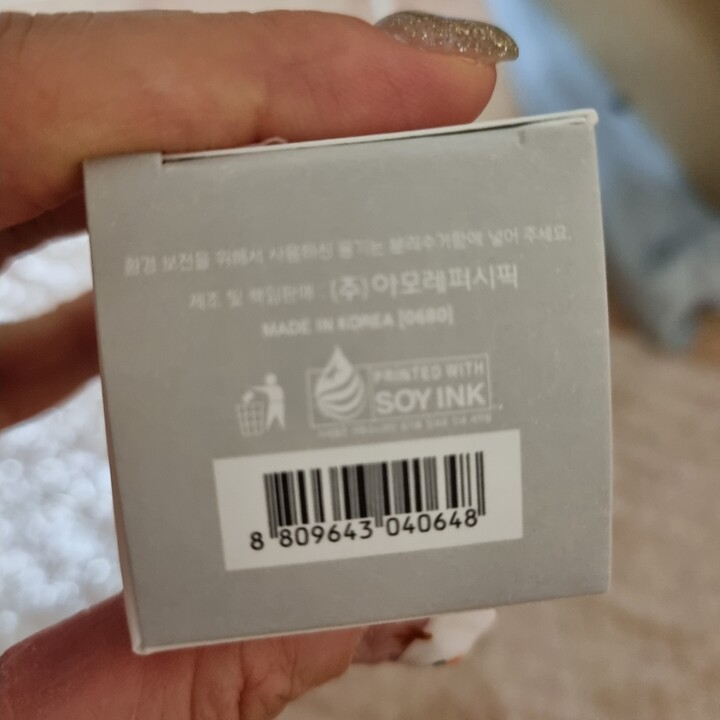 환경 보전을 위해서 사용하신 용기는 분리수거함에 넣어 주세요.
제조 및 책임판매 : (주)아모레퍼시픽
MADE IN KOREA [0680]
PRINTED WITH
SOY INK
8 809643 040648